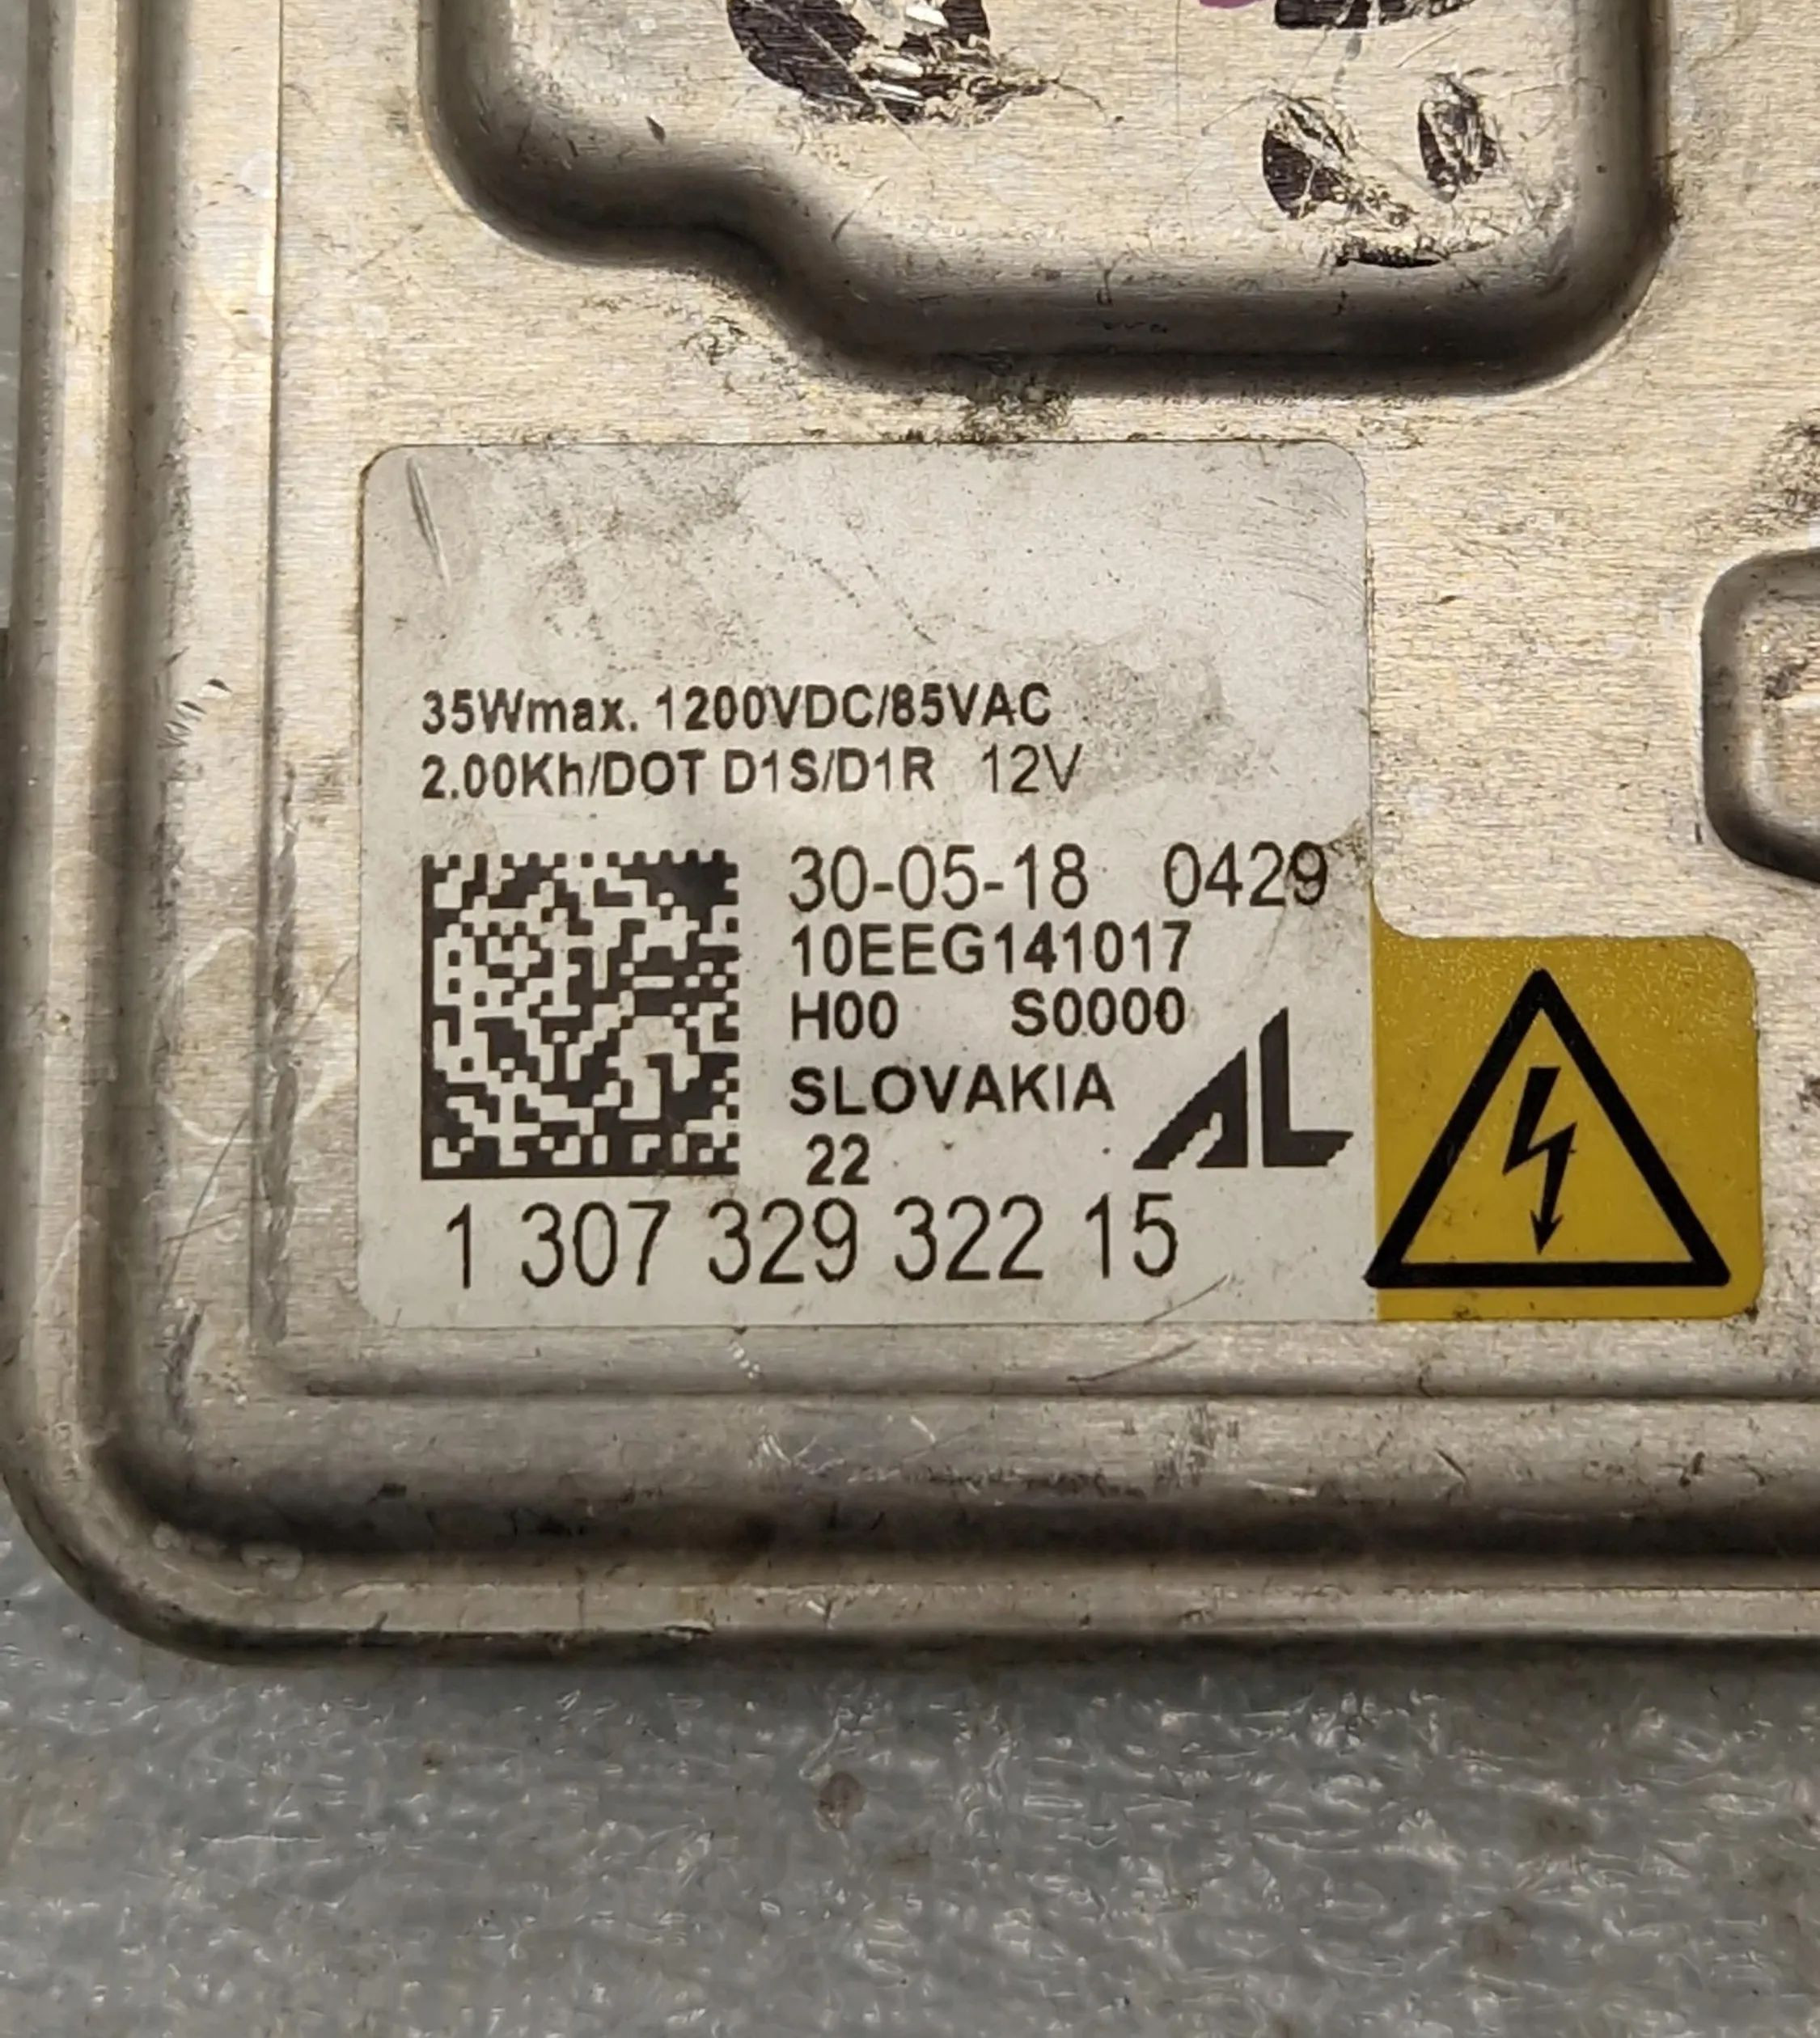 35Wmax. 1200VDC/85VAC
2.00Kh/DOT D1S/D1R 12V
30-05-18 0429
10EEG141017
H00 S0000
SLOVAKIA AL
22
1 307 329 322 15